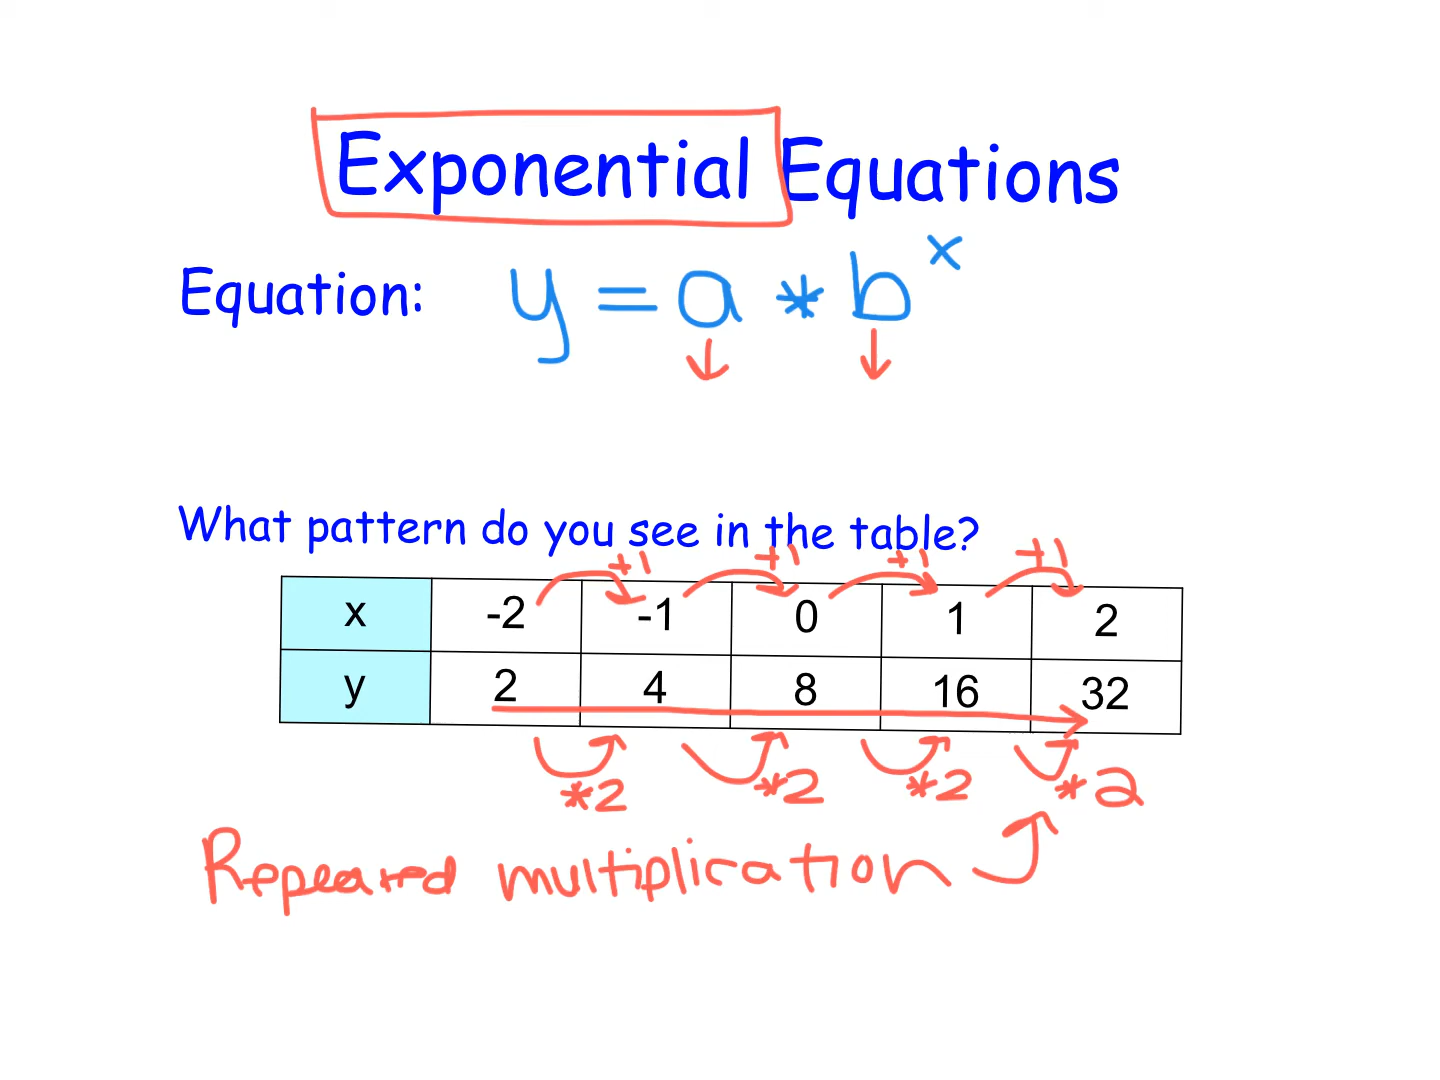 Exponential Equations
Equation: y = a * b^x
What pattern do you see in the table?
+1 +1 +1 +1
x -2 -1 0 1 2
y 2 4 8 16 32
*2 *2 *2 *2
Repeated multiplication